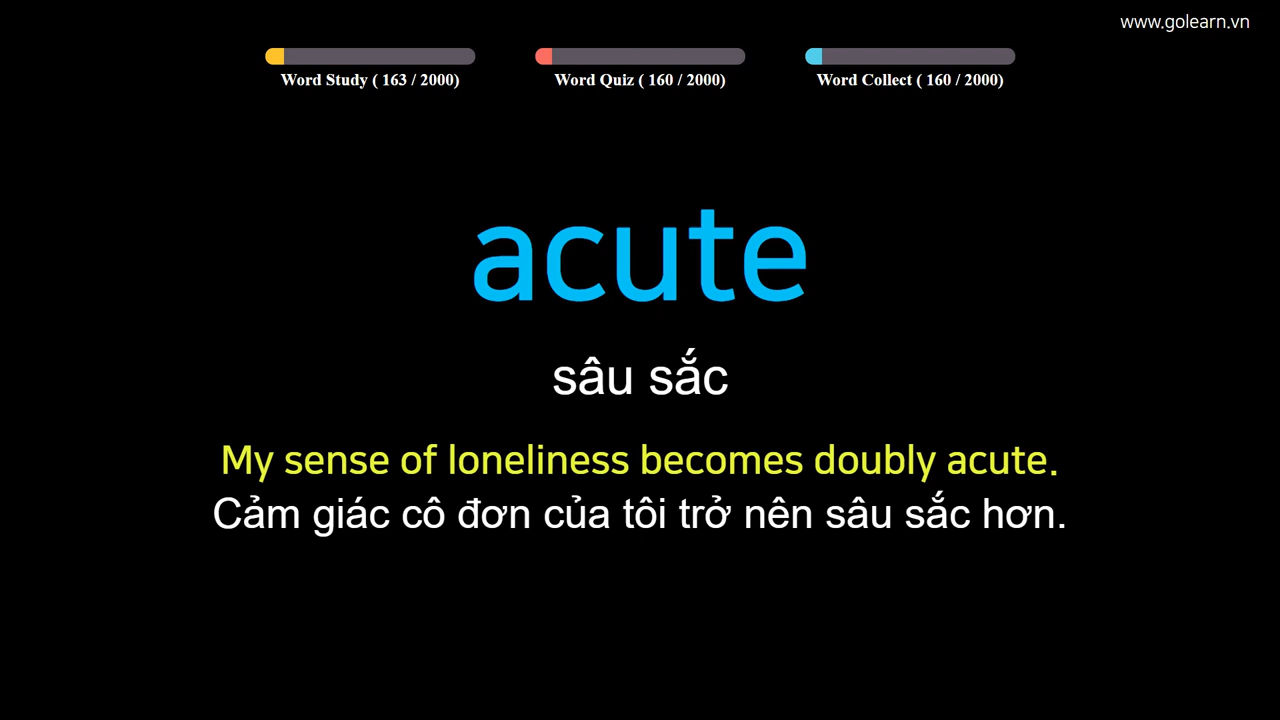 www.golearn.vn
Word Study ( 163 / 2000)
Word Quiz ( 160 / 2000)
Word Collect ( 160 / 2000)
acute
sâu sắc
My sense of loneliness becomes doubly acute.
Cảm giác cô đơn của tôi trở nên sâu sắc hơn.